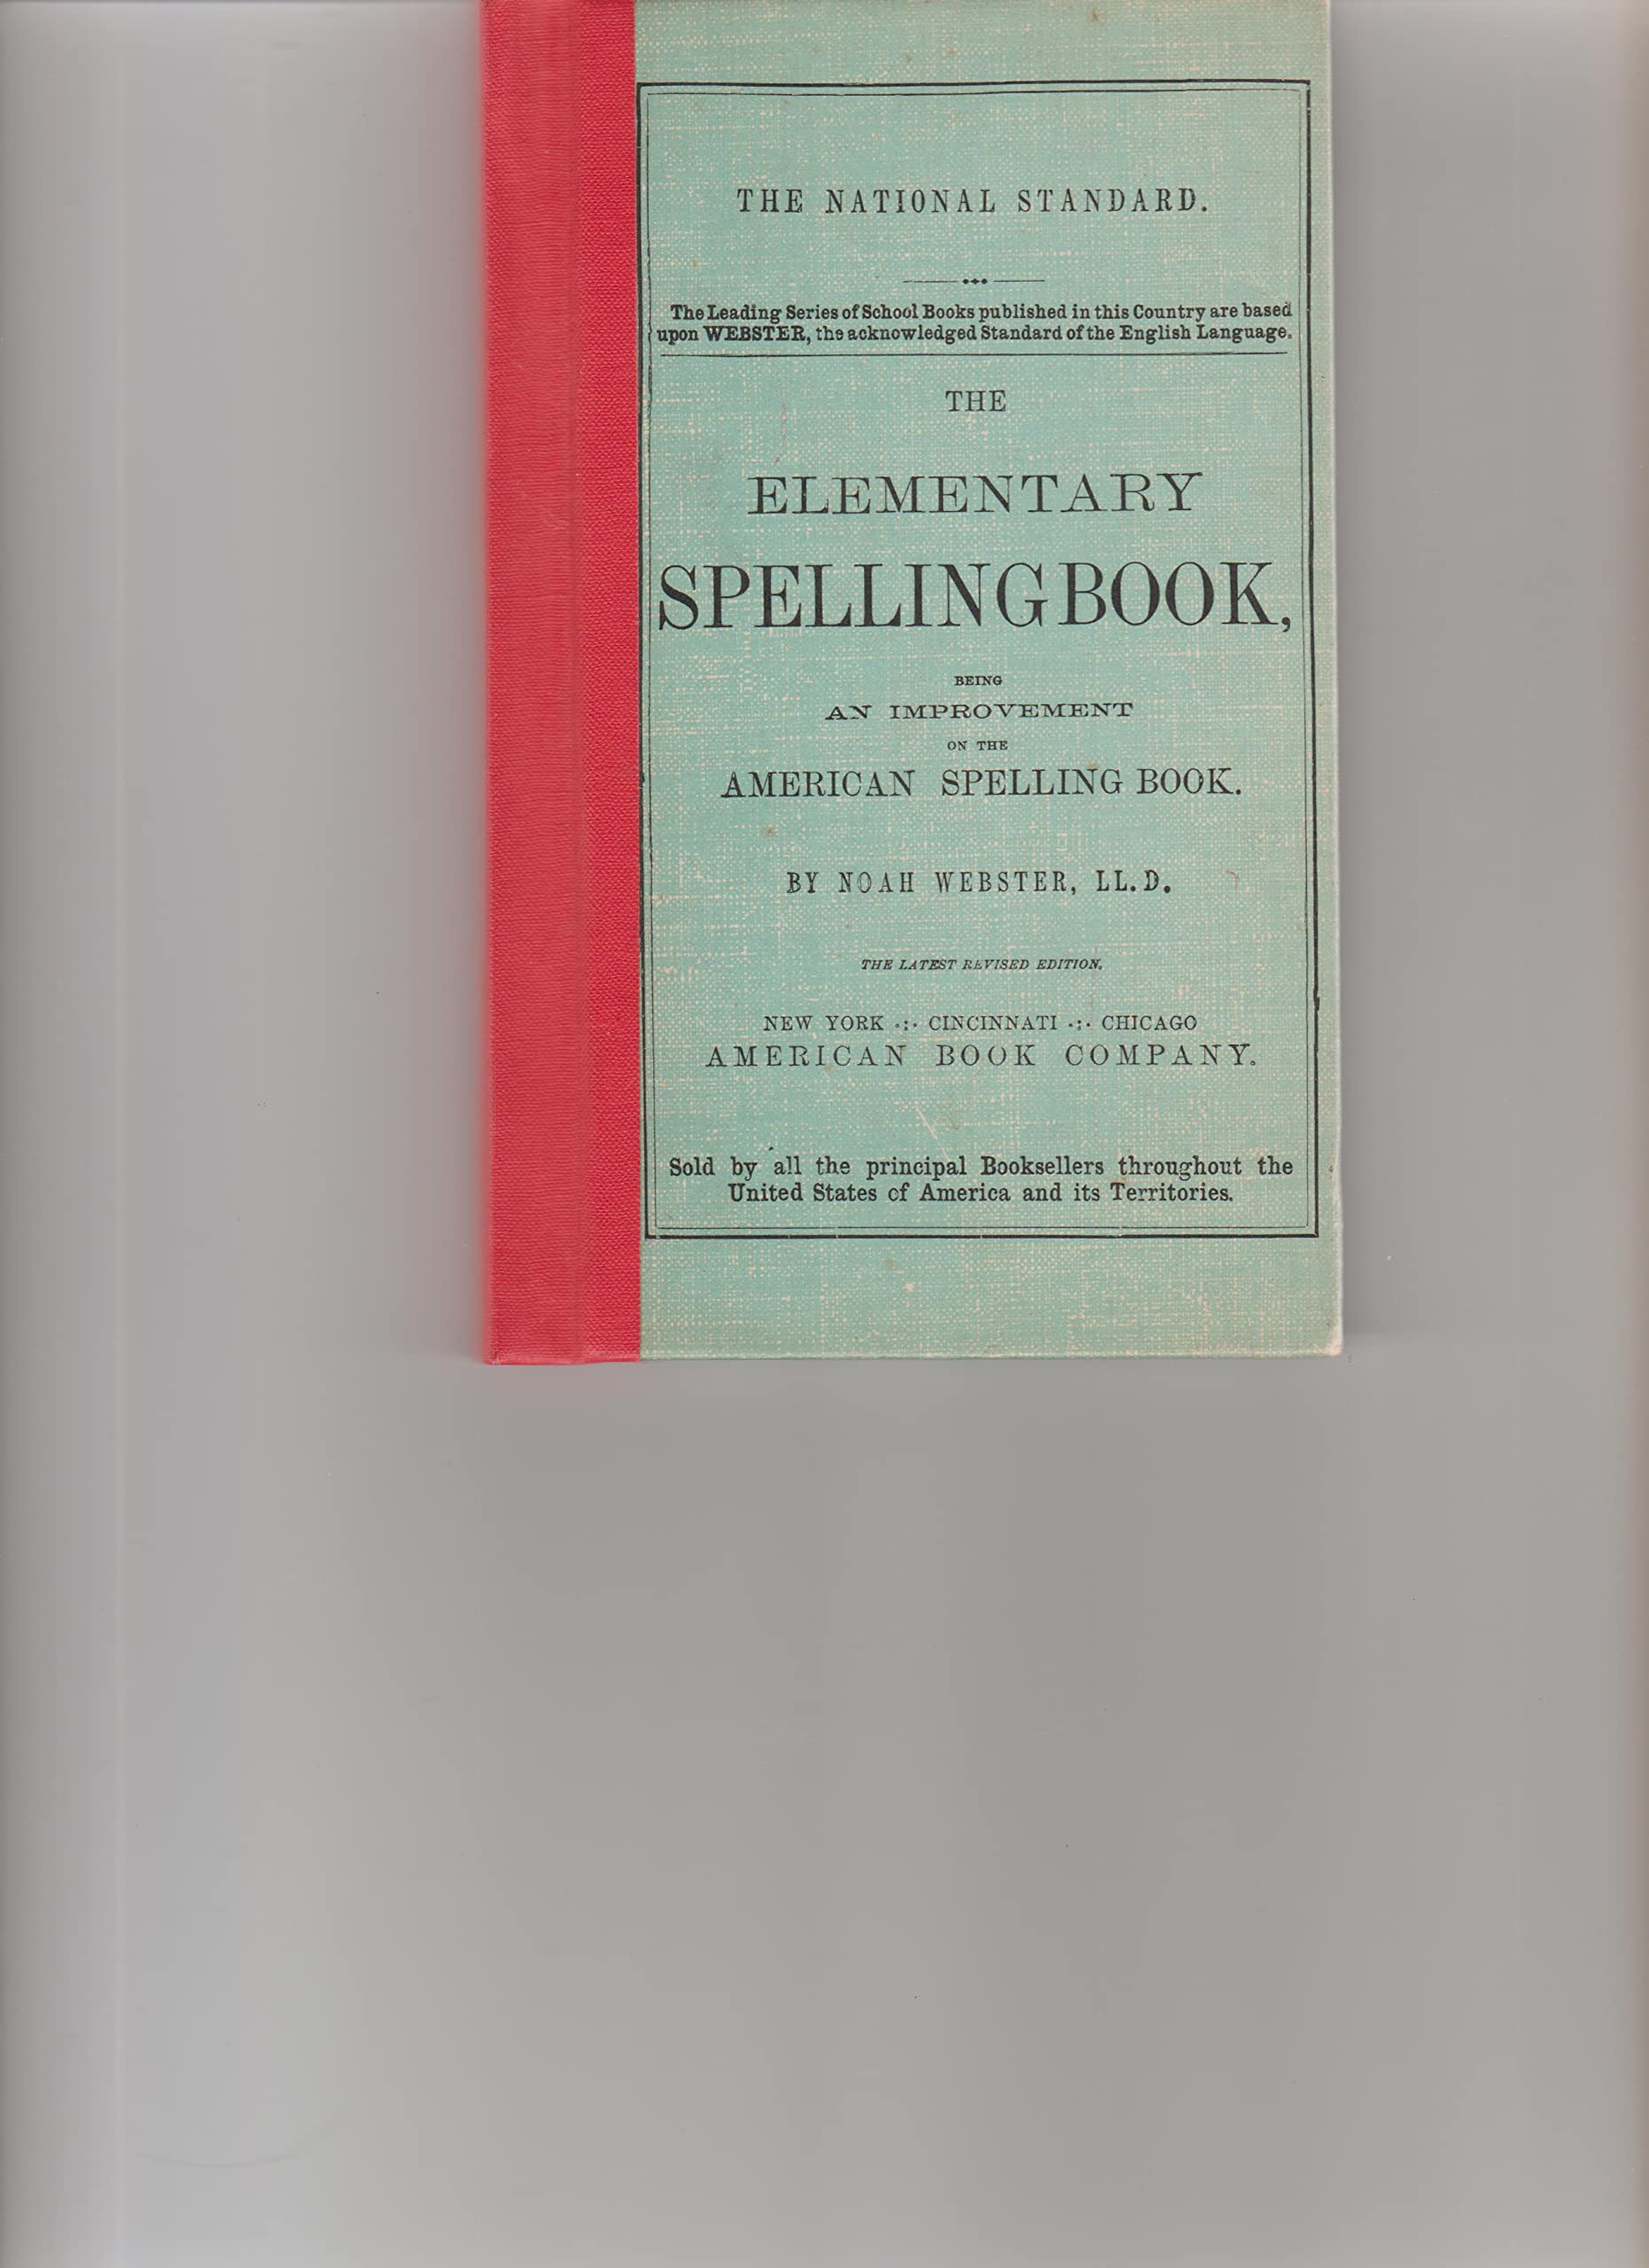 THE NATIONAL STANDARD.
The Leading Series of School Books published in this Country are based
upon WEBSTER, the acknowledged Standard of the English Language.
THE
ELEMENTARY
SPELLING BOOK,
BEING
AN IMPROVEMENT
ON THE
AMERICAN SPELLING BOOK.
BY NOAH WEBSTER, LL.D.
THE LATEST REVISED EDITION.
NEW YORK ·:· CINCINNATI ·:· CHICAGO
AMERICAN BOOK COMPANY.
Sold by all the principal Booksellers throughout the
United States of America and its Territories.